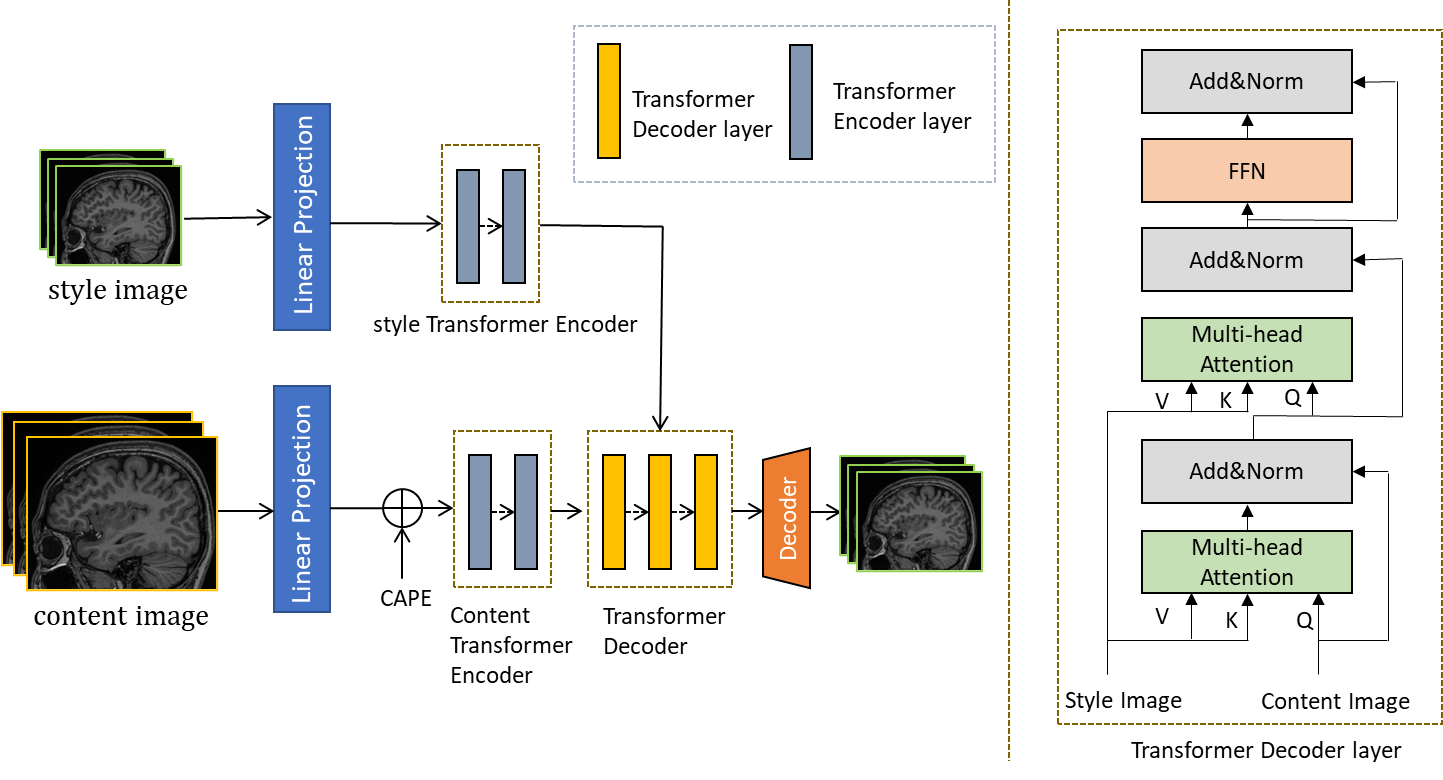 Transformer
Decoder layer
Transformer
Encoder layer
Linear Projection
style image
style Transformer Encoder
Linear Projection
content image
CAPE
Content
Transformer
Encoder
Transformer
Decoder
Decoder
Add&Norm
FFN
Add&Norm
Multi-head
Attention
V K Q
Add&Norm
Multi-head
Attention
V K Q
Style Image
Content Image
Transformer Decoder layer